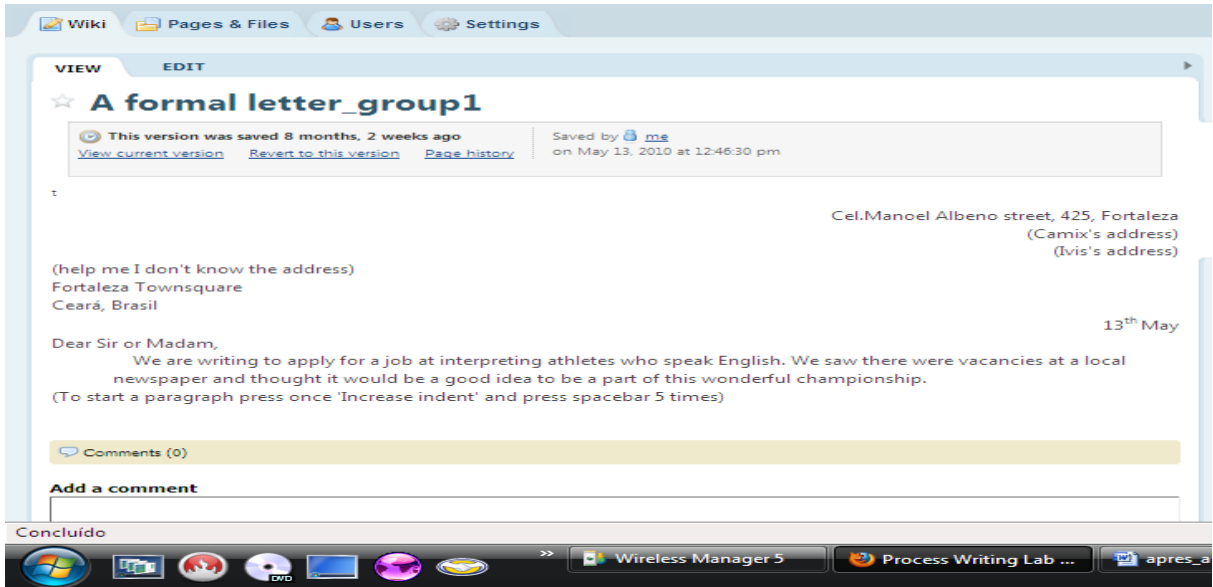 Wiki Pages & Files Users Settings
VIEW EDIT
A formal letter_group1
This version was saved 8 months, 2 weeks ago
View current version Revert to this version Page history
Saved by me
on May 13, 2010 at 12:46:30 pm
t
Cel.Manoel Albeno street, 425, Fortaleza
(Camix's address)
(Ivis's address)
(help me I don't know the address)
Fortaleza Townsquare
Ceará, Brasil
13th May
Dear Sir or Madam,
We are writing to apply for a job at interpreting athletes who speak English. We saw there were vacancies at a local
newspaper and thought it would be a good idea to be a part of this wonderful championship.
(To start a paragraph press once 'Increase indent' and press spacebar 5 times)
Comments (0)
Add a comment
Concluído
DVD » Wireless Manager 5 Process Writing Lab ... apres_a